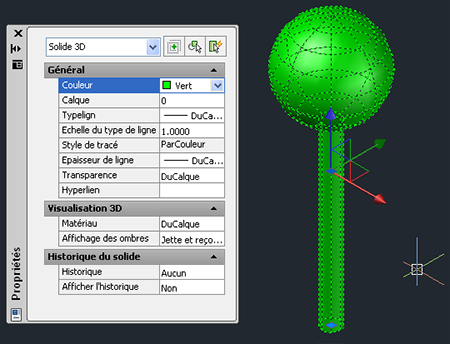 Solide 3D
Général
Couleur Vert
Calque 0
Typelign DuCa...
Echelle du type de ligne 1.0000
Style de tracé ParCouleur
Epaisseur de ligne DuCa...
Transparence DuCalque
Hyperlien
Visualisation 3D
Matériau DuCalque
Affichage des ombres Jette et reço...
Historique du solide
Historique Aucun
Afficher l'historique Non
Propriétés